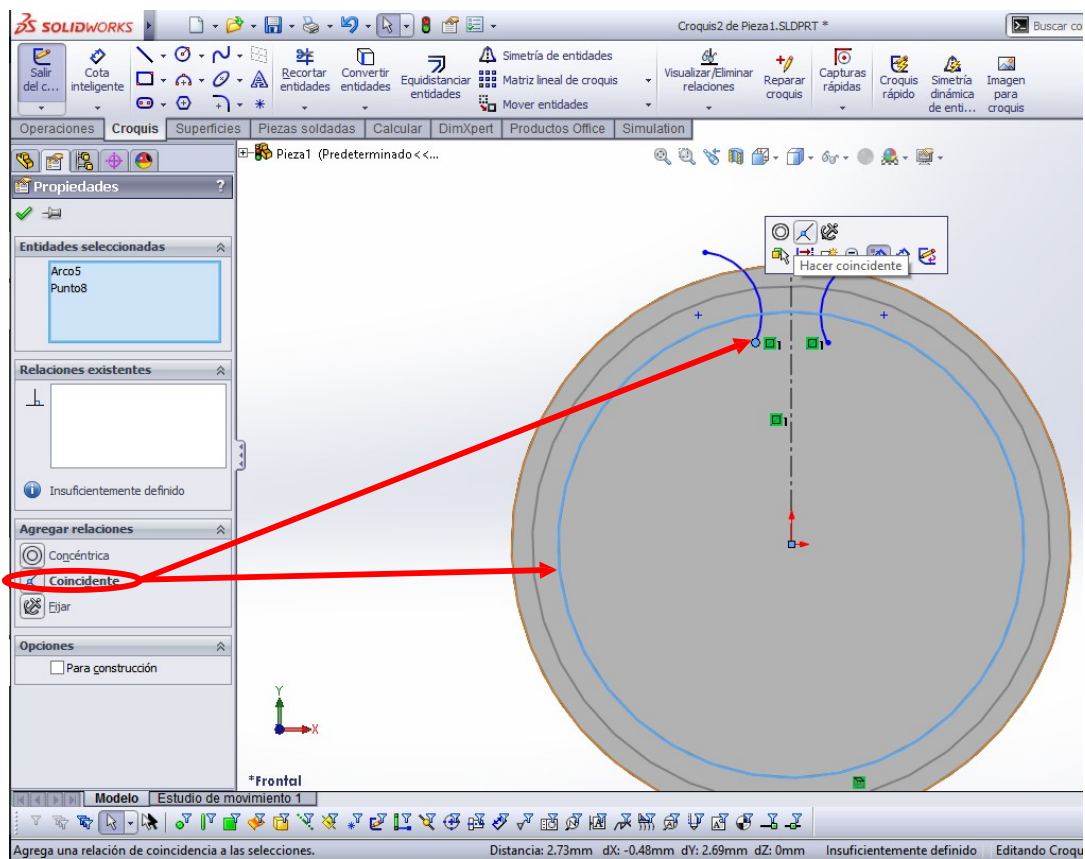 SOLIDWORKS
Croquis2 de Pieza1.SLDPRT *
Buscar co
Salir del c...
Cota inteligente
Recortar entidades
Convertir entidades
Equidistanciar entidades
Simetría de entidades
Matriz lineal de croquis
Mover entidades
Visualizar/Eliminar relaciones
Reparar croquis
Capturas rápidas
Croquis rápido
Simetría dinámica de enti...
Imagen para croquis
Operaciones Croquis Superficies Piezas soldadas Calcular DimXpert Productos Office Simulation
Pieza1 (Predeterminado<<...
Propiedades ?
Entidades seleccionadas
Arco5
Punto8
Relaciones existentes
Insuficientemente definido
Agregar relaciones
Concéntrica
Coincidente
Fijar
Opciones
Para construcción
Hacer coincidente
1
1
1
Y
X
*Frontal
Modelo Estudio de movimiento 1
Agrega una relación de coincidencia a las selecciones.
Distancia: 2.73mm dX: -0.48mm dY: 2.69mm dZ: 0mm Insuficientemente definido Editando Croqu